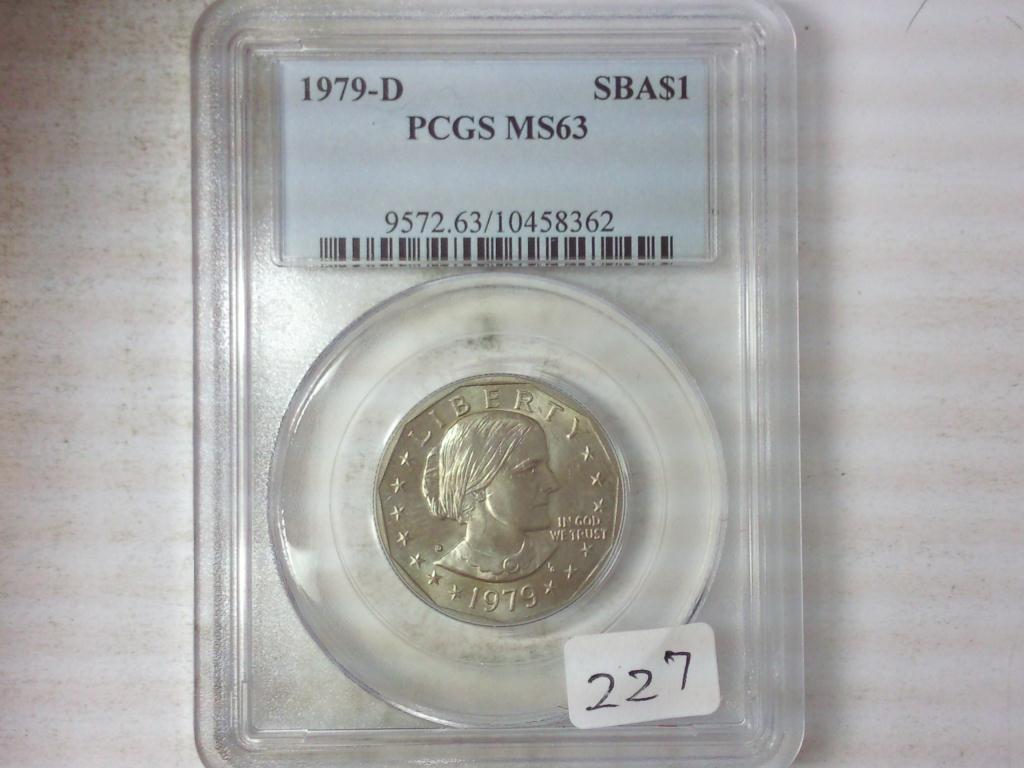 1979-D SBA$1
PCGS MS63
9572.63/10458362
LIBERTY
IN GOD
WE TRUST
D
1979
227